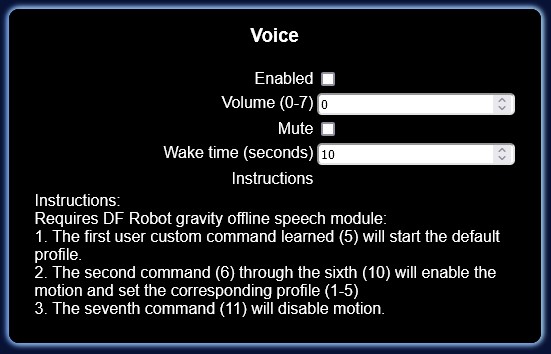 Voice
Enabled
Volume (0-7) 0
Mute
Wake time (seconds) 10
Instructions
Instructions:
Requires DF Robot gravity offline speech module:
1. The first user custom command learned (5) will start the default
profile.
2. The second command (6) through the sixth (10) will enable the
motion and set the corresponding profile (1-5)
3. The seventh command (11) will disable motion.